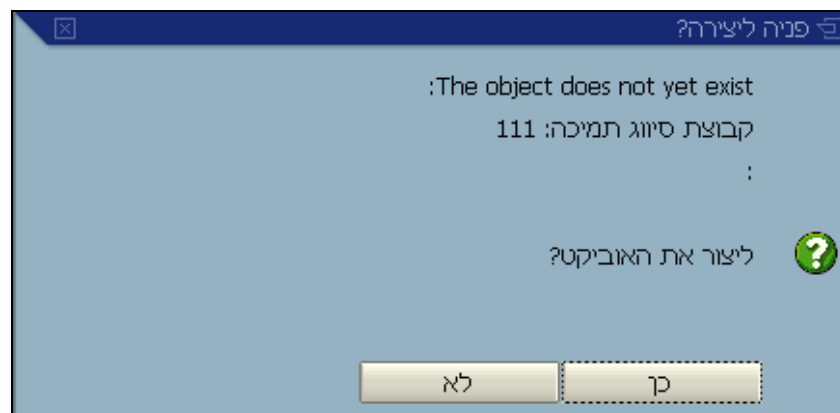 פניה ליצירה?
The object does not yet exist:
קבוצת סיווג תמיכה: 111
:
ליצור את האוביקט?
כן
לא